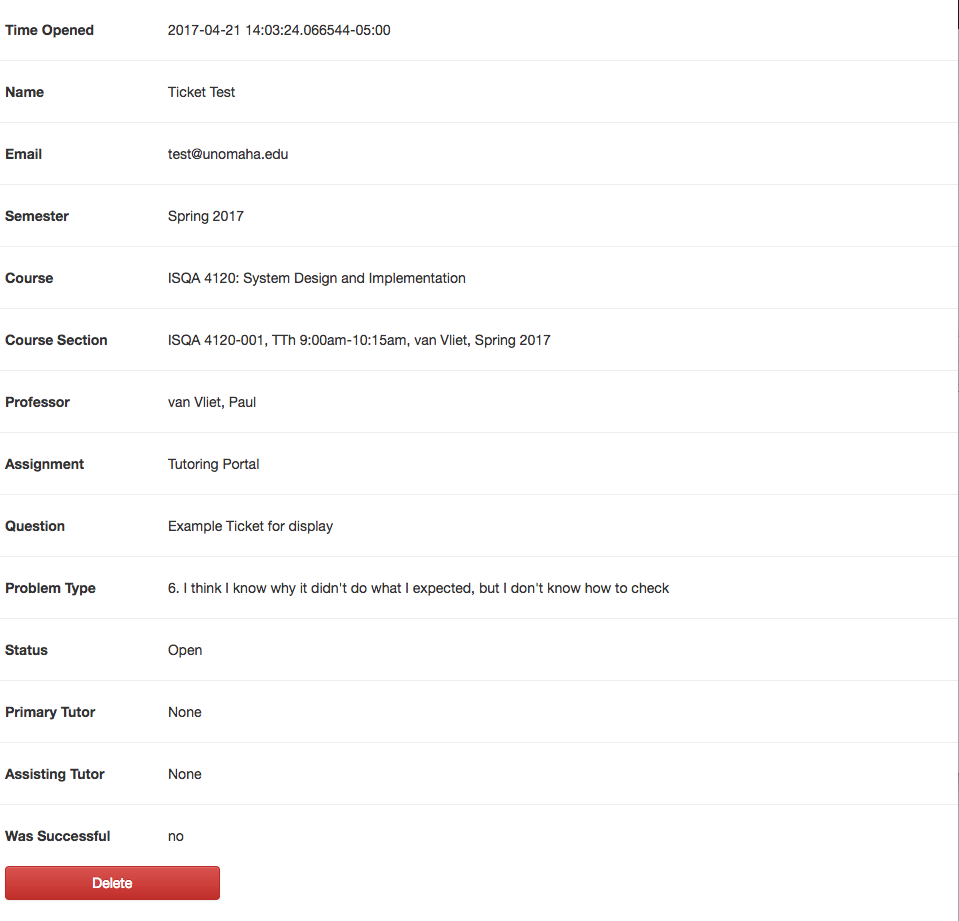 Time Opened 2017-04-21 14:03:24.066544-05:00
Name Ticket Test
Email test@unomaha.edu
Semester Spring 2017
Course ISQA 4120: System Design and Implementation
Course Section ISQA 4120-001, TTh 9:00am-10:15am, van Vliet, Spring 2017
Professor van Vliet, Paul
Assignment Tutoring Portal
Question Example Ticket for display
Problem Type 6. I think I know why it didn't do what I expected, but I don't know how to check
Status Open
Primary Tutor None
Assisting Tutor None
Was Successful no
Delete